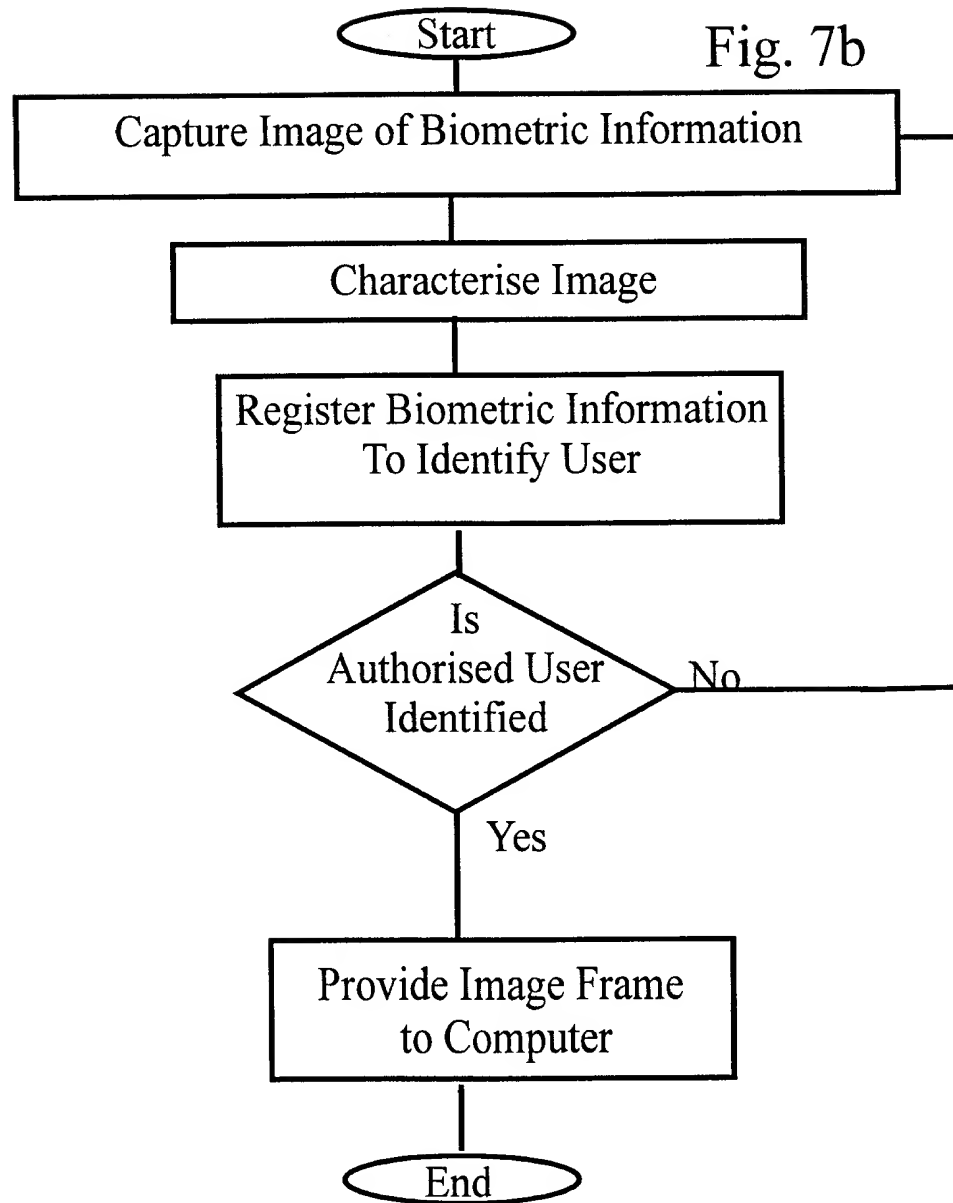 Start
Fig. 7b
Capture Image of Biometric Information
Characterise Image
Register Biometric Information
To Identify User
Is
Authorised User
Identified
No
Yes
Provide Image Frame
to Computer
End